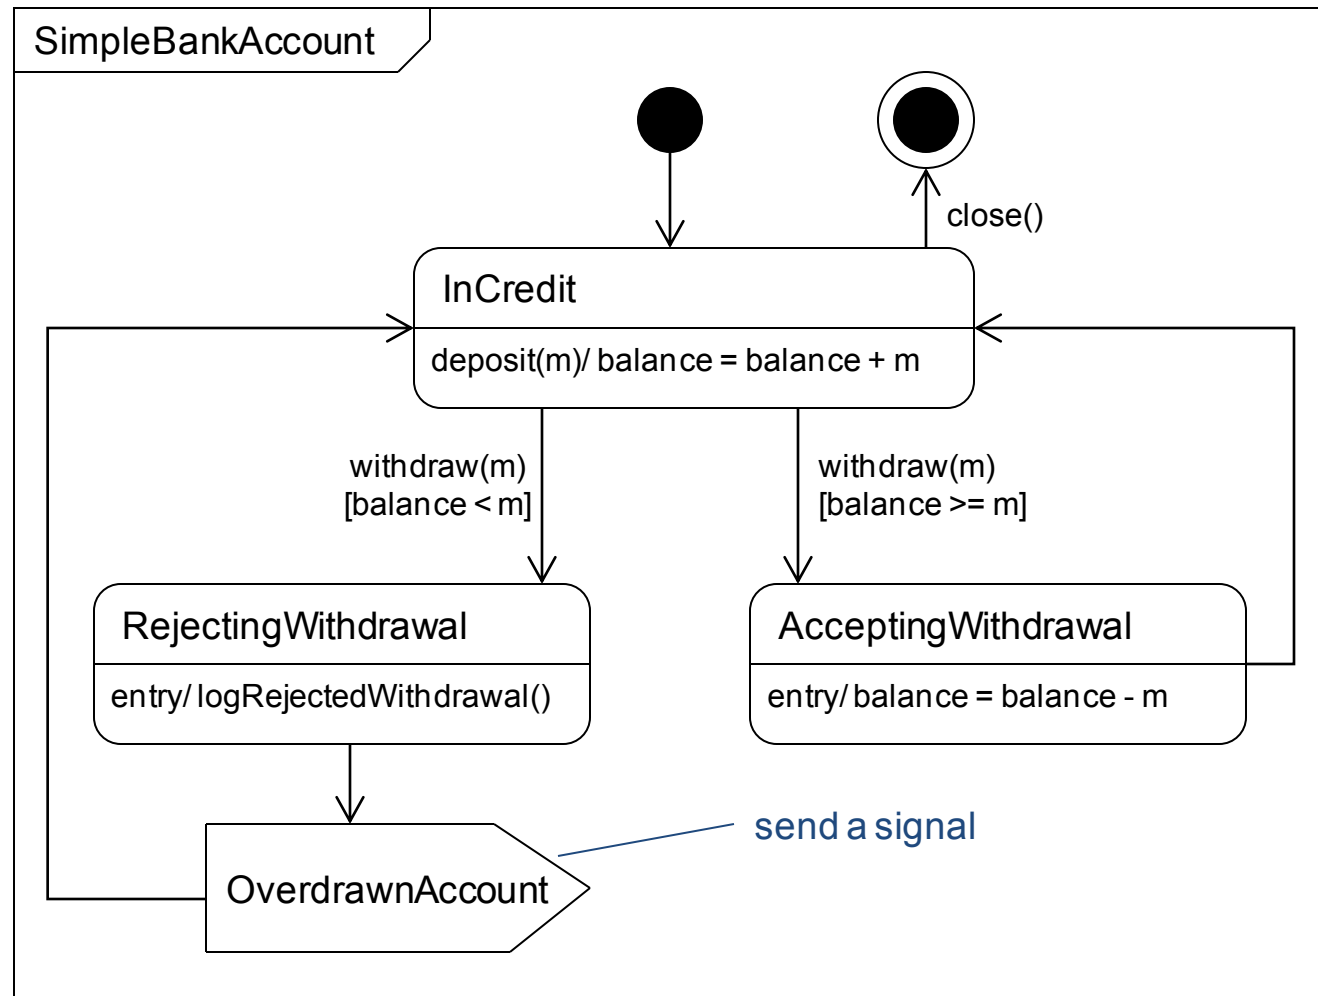 SimpleBankAccount
close()
InCredit
deposit(m)/ balance = balance + m
withdraw(m)
[balance < m]
withdraw(m)
[balance >= m]
RejectingWithdrawal
entry/ logRejectedWithdrawal()
AcceptingWithdrawal
entry/ balance = balance - m
send a signal
OverdrawnAccount